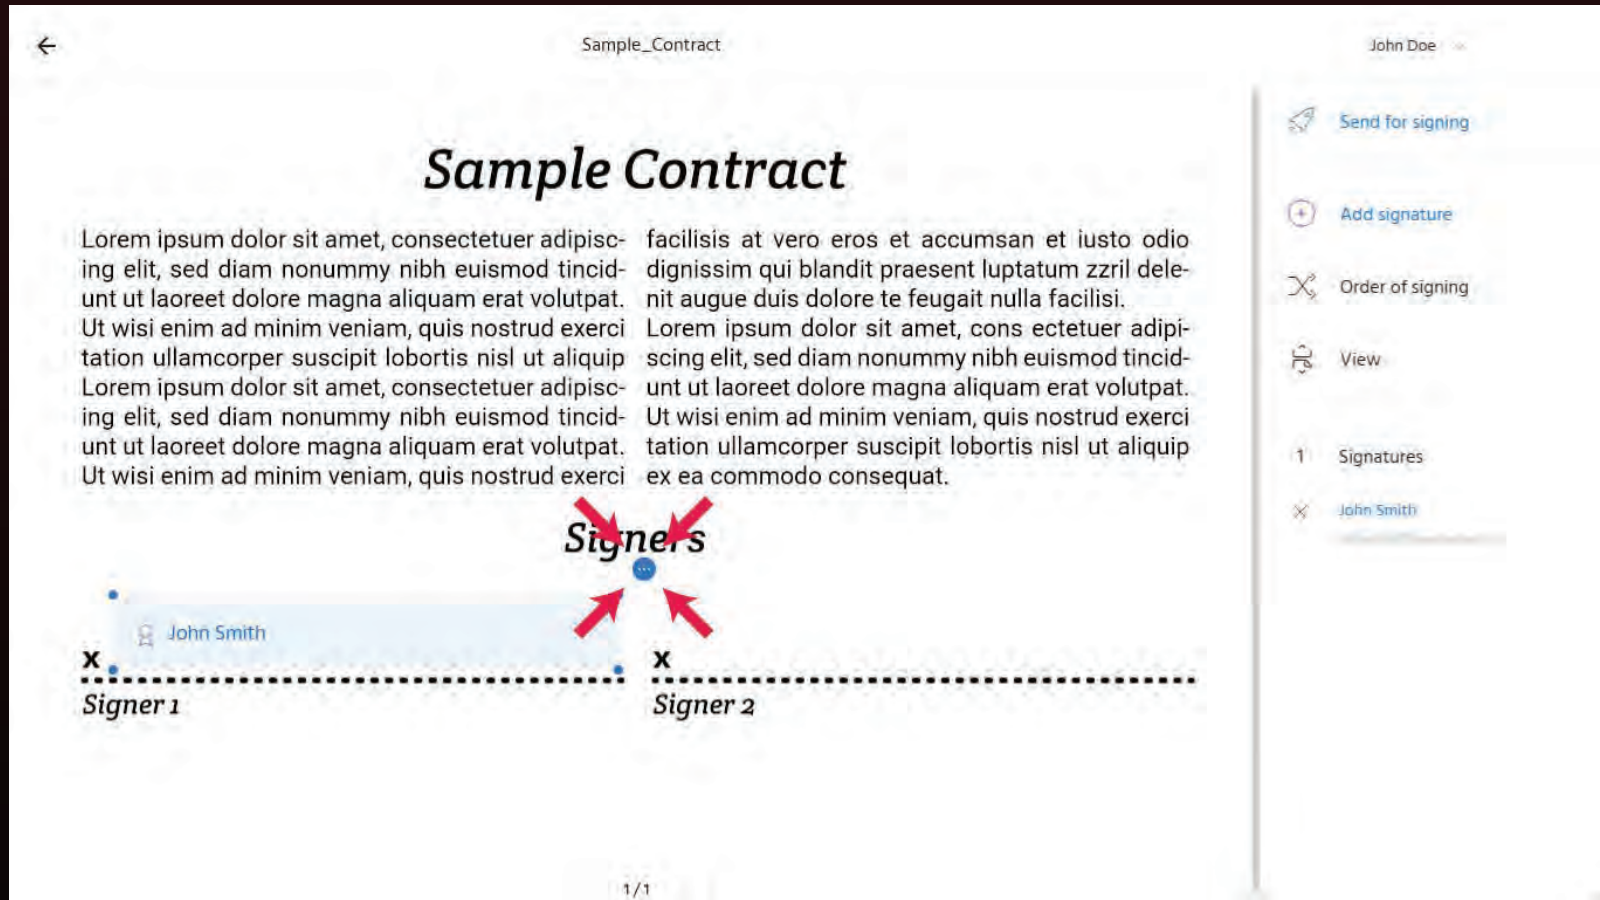 Sample_Contract
John Doe
Sample Contract
Lorem ipsum dolor sit amet, consectetuer adipisc-
ing elit, sed diam nonummy nibh euismod tincid-
unt ut laoreet dolore magna aliquam erat volutpat.
Ut wisi enim ad minim veniam, quis nostrud exerci
tation ullamcorper suscipit lobortis nisl ut aliquip
Lorem ipsum dolor sit amet, consectetuer adipisc-
ing elit, sed diam nonummy nibh euismod tincid-
unt ut laoreet dolore magna aliquam erat volutpat.
Ut wisi enim ad minim veniam, quis nostrud exerci
facilisis at vero eros et accumsan et iusto odio
dignissim qui blandit praesent luptatum zzril dele-
nit augue duis dolore te feugait nulla facilisi.
Lorem ipsum dolor sit amet, cons ectetuer adipi-
scing elit, sed diam nonummy nibh euismod tincid-
unt ut laoreet dolore magna aliquam erat volutpat.
Ut wisi enim ad minim veniam, quis nostrud exerci
tation ullamcorper suscipit lobortis nisl ut aliquip
ex ea commodo consequat.
Signers
John Smith
x
Signer 1
x
Signer 2
1/1
Send for signing
Add signature
Order of signing
View
1 Signatures
John Smith